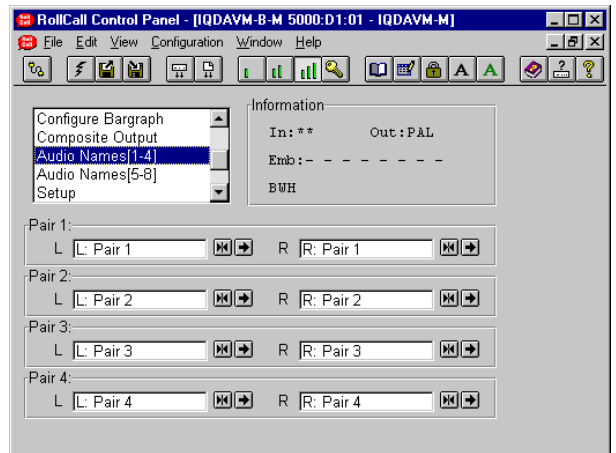 RollCall Control Panel - [IQDAVM-B-M 5000:D1:01 - IQDAVM-M]
File Edit View Configuration Window Help
A A
Configure Bargraph
Composite Output
Audio Names[1-4]
Audio Names[5-8]
Setup
Information
In:** Out:PAL
Emb:- - - - - - - -
BWH
Pair 1:
L L: Pair 1 R R: Pair 1
Pair 2:
L L: Pair 2 R R: Pair 2
Pair 3:
L L: Pair 3 R R: Pair 3
Pair 4:
L L: Pair 4 R R: Pair 4